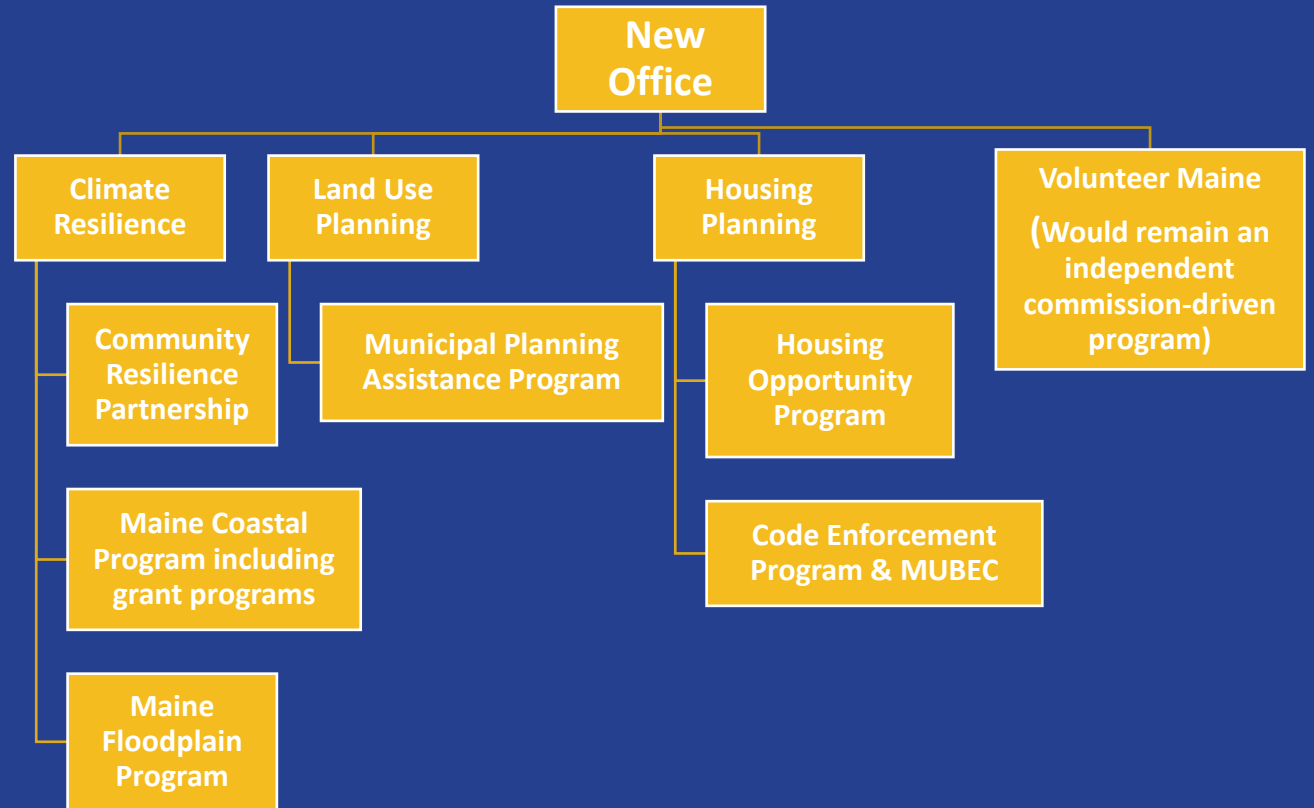 New
Office
Climate
Resilience
Land Use
Planning
Housing
Planning
Volunteer Maine
(Would remain an
independent
commission-driven
program)
Community
Resilience
Partnership
Municipal Planning
Assistance Program
Housing
Opportunity
Program
Maine Coastal
Program including
grant programs
Code Enforcement
Program & MUBEC
Maine
Floodplain
Program